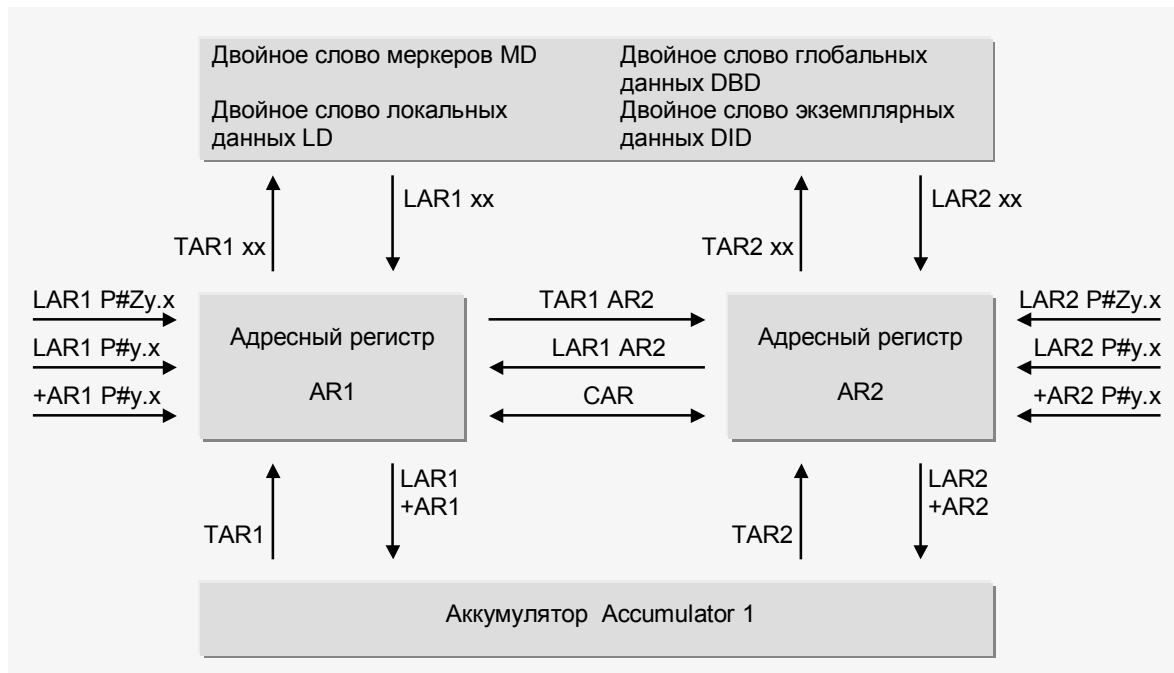 Двойное слово меркеров MD
Двойное слово локальных
данных LD
Двойное слово глобальных
данных DBD
Двойное слово экземплярных
данных DID
TAR1 xx
LAR1 xx
TAR2 xx
LAR2 xx
LAR1 P#Zy.x
LAR1 P#y.x
+AR1 P#y.x
Адресный регистр
AR1
TAR1 AR2
LAR1 AR2
CAR
Адресный регистр
AR2
LAR2 P#Zy.x
LAR2 P#y.x
+AR2 P#y.x
TAR1
LAR1
+AR1
TAR2
LAR2
+AR2
Аккумулятор Accumulator 1